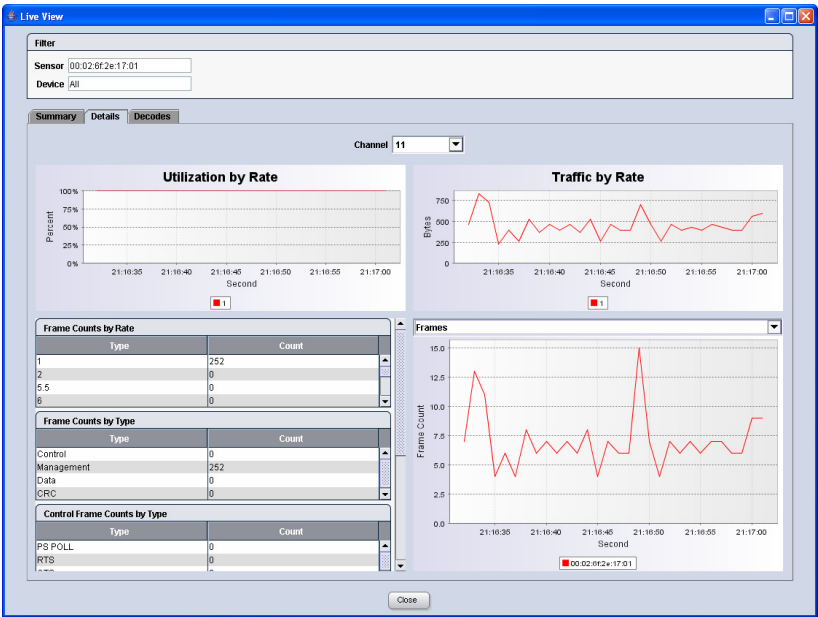 Live View
Filter
Sensor 00:02:6f:2e:17:01
Device All
Summary Details Decodes
Channel 11
Utilization by Rate
100%
75%
50%
25%
0%
Percent
21:16:35 21:16:40 21:16:45 21:16:50 21:16:55 21:17:00
Second
1
Traffic by Rate
750
500
250
0
Bytes
21:16:35 21:16:40 21:16:45 21:16:50 21:16:55 21:17:00
Second
1
Frame Counts by Rate
Type Count
1 252
2 0
5.5 0
6 0
Frame Counts by Type
Type Count
Control 0
Management 252
Data 0
CRC 0
Control Frame Counts by Type
Type Count
PS POLL 0
RTS 0
Frames
15.0
12.5
10.0
7.5
5.0
2.5
0.0
Frame Count
21:16:35 21:16:40 21:16:45 21:16:50 21:16:55 21:17:00
Second
00:02:6f:2e:17:01
Close